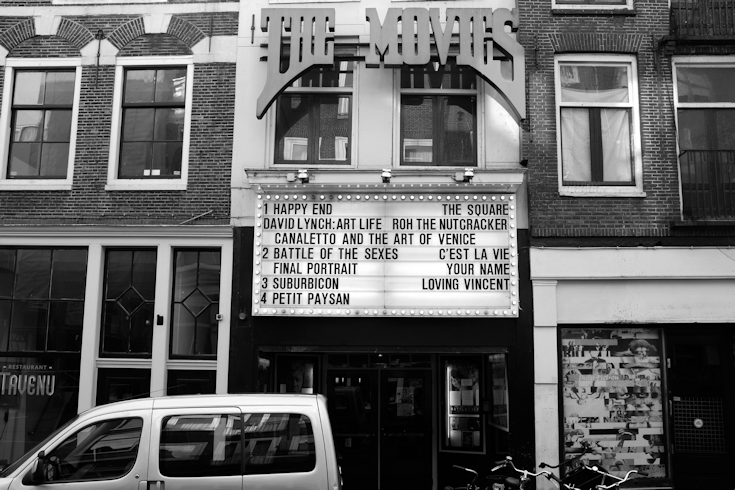 THE MOVIES
1 HAPPY END THE SQUARE
DAVID LYNCH: ART LIFE ROH THE NUTCRACKER
CANALETTO AND THE ART OF VENICE
2 BATTLE OF THE SEXES C'EST LA VIE
FINAL PORTRAIT YOUR NAME
3 SUBURBICON LOVING VINCENT
4 PETIT PAYSAN
RESTAURANT
TAVENU